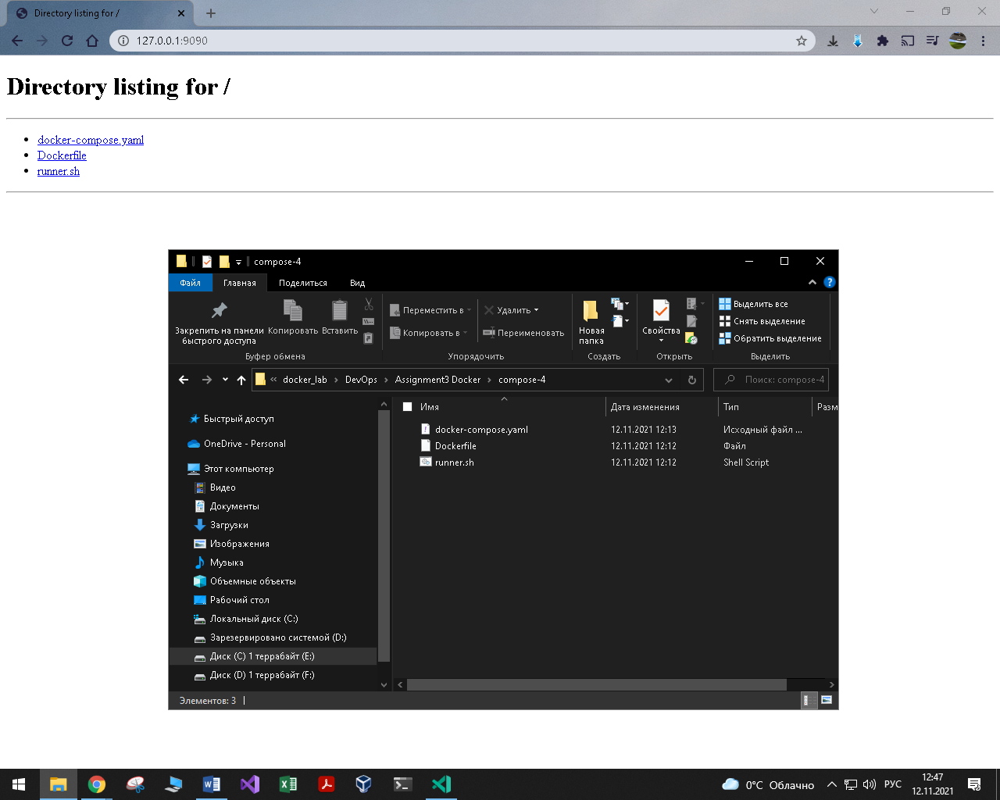 Directory listing for /
127.0.0.1:9090
Directory listing for /
docker-compose.yaml
Dockerfile
runner.sh
compose-4
Файл Главная Поделиться Вид
Закрепить на панели быстрого доступа
Копировать
Вставить
Буфер обмена
Переместить в
Копировать в
Удалить
Переименовать
Упорядочить
Новая папка
Создать
Свойства
Открыть
Выделить все
Снять выделение
Обратить выделение
Выделить
« docker_lab > DevOps > Assignment3 Docker > compose-4
Поиск: compose-4
Быстрый доступ
OneDrive - Personal
Этот компьютер
Видео
Документы
Загрузки
Изображения
Музыка
Объемные объекты
Рабочий стол
Локальный диск (C:)
Зарезервировано системой (D:)
Диск (C) 1 террабайт (E:)
Диск (D) 1 террабайт (F:)
Имя Дата изменения Тип Разм
docker-compose.yaml 12.11.2021 12:13 Исходный файл ...
Dockerfile 12.11.2021 12:12 Файл
runner.sh 12.11.2021 12:12 Shell Script
Элементов: 3
0°C Облачно
РУС
12:47
12.11.2021